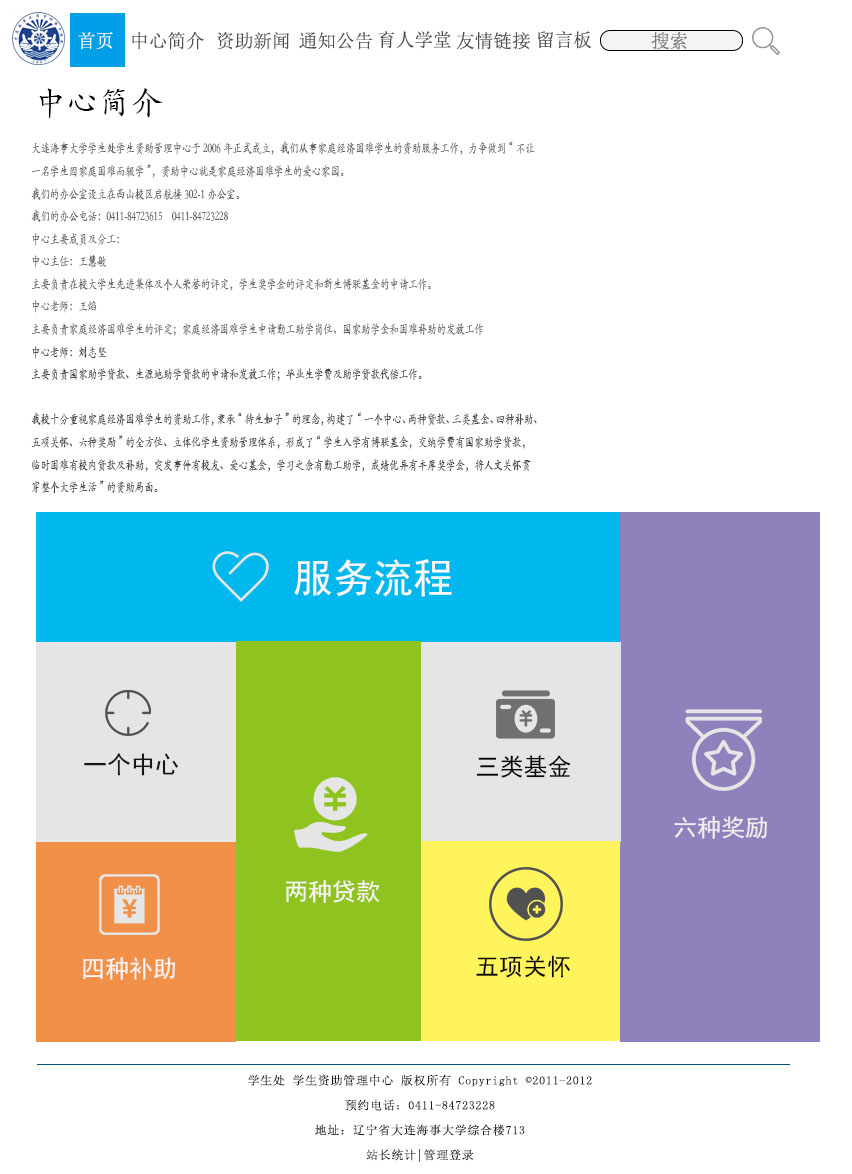 首页 中心简介 资助新闻 通知公告 育人学堂 友情链接 留言板 搜索
中心简介
大连海事大学学生处学生资助管理中心于 2006 年正式成立，我们从事家庭经济困难学生的资助服务工作，力争做到“不让
一名学生因家庭困难而辍学”，资助中心就是家庭经济困难学生的爱心家园。
我们的办公室设立在西山校区启航楼 302-1 办公室。
我们的办公电话：0411-84723615 0411-84723228
中心主要成员及分工：
中心主任：王慧敏
主要负责在校大学生先进集体及个人荣誉的评定，学生奖学金的评定和新生博联基金的申请工作。
中心老师：王焰
主要负责家庭经济困难学生的评定；家庭经济困难学生申请勤工助学岗位、国家助学金和困难补助的发放工作
中心老师：刘志坚
主要负责国家助学贷款、生源地助学贷款的申请和发放工作；毕业生学费及助学贷款代偿工作。
我校十分重视家庭经济困难学生的资助工作，秉承“待生如子”的理念，构建了“一个中心、两种贷款、三类基金、四种补助、
五项关怀、六种奖励”的全方位、立体化学生资助管理体系，形成了“学生入学有博联基金，交纳学费有国家助学贷款，
临时困难有校内贷款及补助，突发事件有校友、爱心基金，学习之余有勤工助学，成绩优异有丰厚奖学金，将人文关怀贯
穿整个大学生活”的资助局面。
服务流程
一个中心
三类基金
六种奖励
两种贷款
四种补助
五项关怀
学生处 学生资助管理中心 版权所有 Copyright ©2011-2012
预约电话：0411-84723228
地址：辽宁省大连海事大学综合楼713
站长统计|管理登录